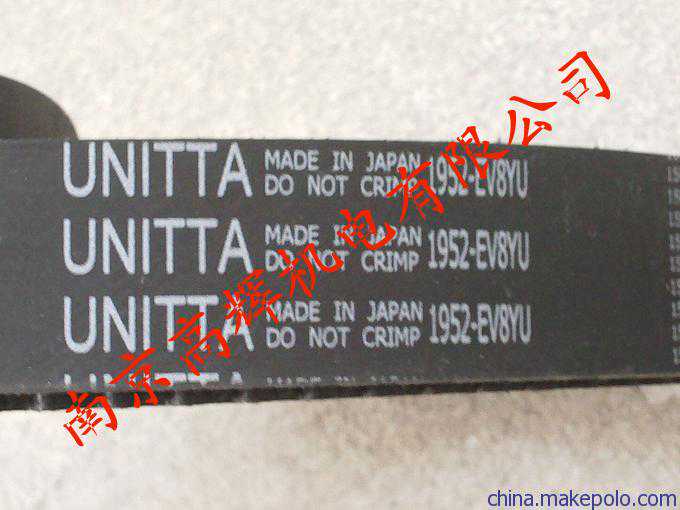 UNITTA MADE IN JAPAN 1952-EV8YU
DO NOT CRIMP
UNITTA MADE IN JAPAN 1952-EV8YU
DO NOT CRIMP
UNITTA MADE IN JAPAN 1952-EV8YU
DO NOT CRIMP
UNITTA
南京高辉机电有限公司
china.makepolo.com